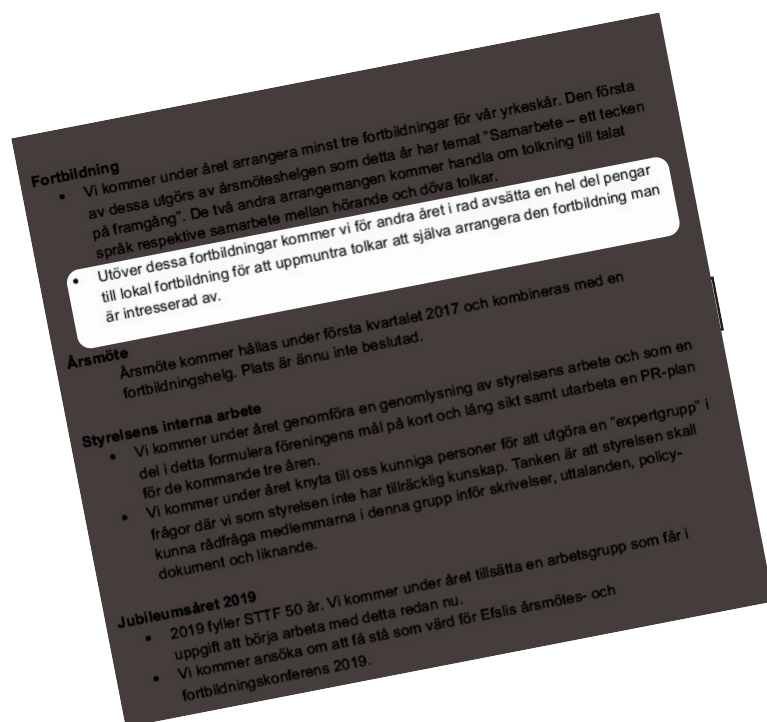 Fortbildning
• Vi kommer under året arrangera minst tre fortbildningar för vår yrkeskår. Den första
av dessa utgörs av årsmöteshelgen som detta år har temat "Samarbete – ett tecken
på framgång". De två andra arrangemangen kommer handla om tolkning till talat
språk respektive samarbete mellan hörande och döva tolkar.
• Utöver dessa fortbildningar kommer vi för andra året i rad avsätta en hel del pengar
till lokal fortbildning för att uppmuntra tolkar att själva arrangera den fortbildning man
är intresserad av.
Årsmöte
Årsmöte kommer hållas under första kvartalet 2017 och kombineras med en
fortbildningshelg. Plats är ännu inte beslutad.
Styrelsens interna arbete
• Vi kommer under året genomföra en genomlysning av styrelsens arbete och som en
del i detta formulera föreningens mål på kort och lång sikt samt utarbeta en PR-plan
för de kommande tre åren.
• Vi kommer under året knyta till oss kunniga personer för att utgöra en "expertgrupp" i
frågor där vi som styrelsen inte har tillräcklig kunskap. Tanken är att styrelsen skall
kunna rådfråga medlemmarna i denna grupp inför skrivelser, uttalanden, policy-
dokument och liknande.
Jubileumsåret 2019
• 2019 fyller STTF 50 år. Vi kommer under året tillsätta en arbetsgrupp som får i
uppgift att börja arbeta med detta redan nu.
• Vi kommer ansöka om att få stå som värd för Efslis årsmötes- och
fortbildningskonferens 2019.